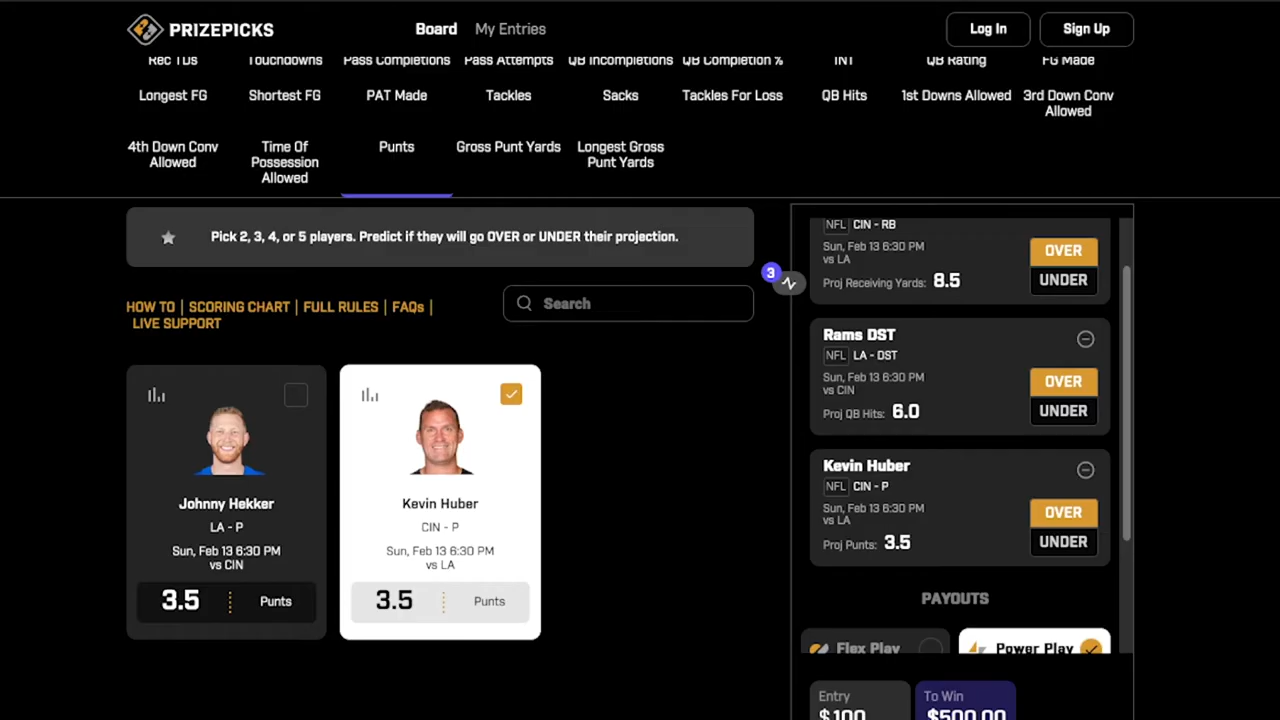 PRIZEPICKS
Board
My Entries
Log In
Sign Up
Rec TDs
Touchdowns
Pass Completions
Pass Attempts
QB Incompletions
QB Completion %
INT
QB Rating
FG Made
Longest FG
Shortest FG
PAT Made
Tackles
Sacks
Tackles For Loss
QB Hits
1st Downs Allowed
3rd Down Conv
Allowed
4th Down Conv
Allowed
Time Of
Possession
Allowed
Punts
Gross Punt Yards
Longest Gross
Punt Yards
Pick 2, 3, 4, or 5 players. Predict if they will go OVER or UNDER their projection.
HOW TO | SCORING CHART | FULL RULES | FAQs |
LIVE SUPPORT
Search
Johnny Hekker
LA - P
Sun, Feb 13 6:30 PM
vs CIN
3.5
Punts
Kevin Huber
CIN - P
Sun, Feb 13 6:30 PM
vs LA
3.5
Punts
3
NFL CIN - RB
Sun, Feb 13 6:30 PM
vs LA
Proj Receiving Yards: 8.5
OVER
UNDER
Rams DST
NFL LA - DST
Sun, Feb 13 6:30 PM
vs CIN
Proj QB Hits: 6.0
OVER
UNDER
Kevin Huber
NFL CIN - P
Sun, Feb 13 6:30 PM
vs LA
Proj Punts: 3.5
OVER
UNDER
PAYOUTS
Flex Play
Power Play
Entry
$100
To Win
$500.00